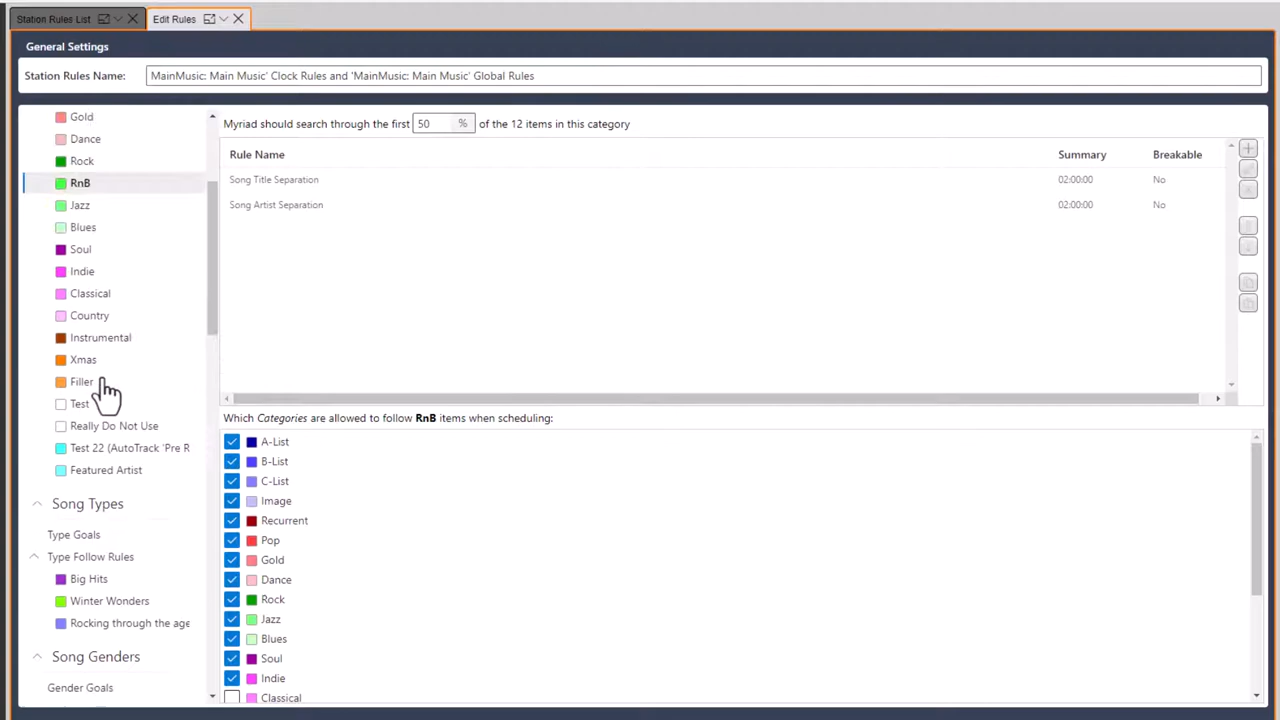 Station Rules List
Edit Rules
General Settings
Station Rules Name:
MainMusic: Main Music' Clock Rules and 'MainMusic: Main Music' Global Rules
Gold
Dance
Rock
RnB
Jazz
Blues
Soul
Indie
Classical
Country
Instrumental
Xmas
Filler
Test
Really Do Not Use
Test 22 (AutoTrack 'Pre R
Featured Artist
Song Types
Type Goals
Type Follow Rules
Big Hits
Winter Wonders
Rocking through the age
Song Genders
Gender Goals
Myriad should search through the first 50 % of the 12 items in this category
Rule Name Summary Breakable
Song Title Separation 02:00:00 No
Song Artist Separation 02:00:00 No
Which Categories are allowed to follow RnB items when scheduling:
A-List
B-List
C-List
Image
Recurrent
Pop
Gold
Dance
Rock
Jazz
Blues
Soul
Indie
Classical